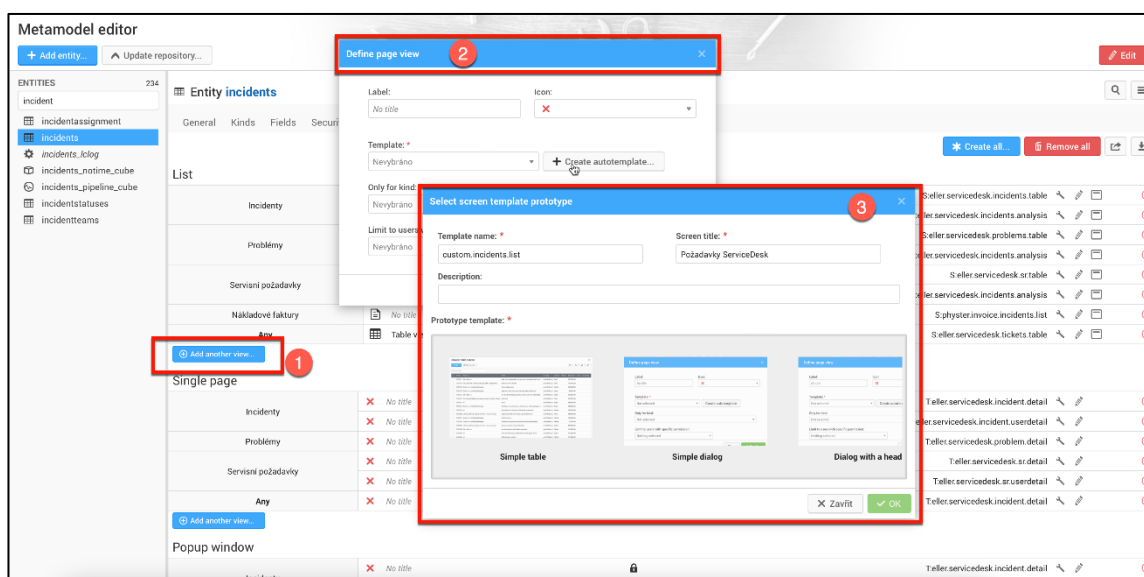 Metamodel editor
+ Add entity...
Update repository...
Edit
ENTITIES 234
incident
incidentassignment
incidents
incidents_lclog
incidents_notime_cube
incidents_pipeline_cube
incidentstatuses
incidentteams
Entity incidents
General Kinds Fields Securi
Create all...
Remove all
List
Incidenty
Problémy
Servisní požadavky
Nákladové faktury
No title
Any
Table v
Add another view...
1
Single page
Incidenty
No title
No title
Problémy
No title
Servisní požadavky
No title
No title
Any
No title
Add another view...
Popup window
No title
Define page view
2
Label:
Icon:
No title
Template: *
Nevybráno
+ Create autotemplate...
Only for kind:
Nevybráno
Limit to users
Nevybráno
Select screen template prototype
3
Template name: *
Screen title: *
custom.incidents.list
Požadavky ServiceDesk
Description:
Prototype template: *
Simple table
Simple dialog
Dialog with a head
Zavřít
OK
S:eller.servicedesk.incidents.table
eller.servicedesk.incidents.analysis
S:eller.servicedesk.problems.table
eller.servicedesk.incidents.analysis
S:eller.servicedesk.sr.table
eller.servicedesk.incidents.analysis
S:physter.invoice.incidents.list
S:eller.servicedesk.tickets.table
T:eller.servicedesk.incident.detail
eller.servicedesk.incident.userdetail
T:eller.servicedesk.problem.detail
T:eller.servicedesk.sr.detail
T:eller.servicedesk.sr.userdetail
T:eller.servicedesk.incident.detail
T:eller.servicedesk.incident.detail